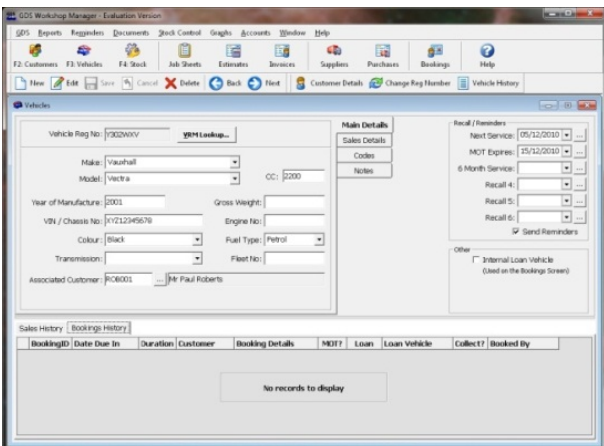 GDS Workshop Manager - Evaluation Version
GDS Reports Reminders Documents Stock Control Graphs Accounts Window Help
F2: Customers F3: Vehicles F4: Stock Job Sheets Estimates Invoices Suppliers Purchases Bookings Help
New Edit Save Cancel Delete Back Next Customer Details Change Reg Number Vehicle History
Vehicles
Vehicle Reg No: Y302WXV VRM Lookup...
Make: Vauxhall
Model: Vectra CC: 2200
Year of Manufacture: 2001 Gross Weight:
VIN / Chassis No: XYZ12345678 Engine No:
Colour: Black Fuel Type: Petrol
Transmission: Fleet No:
Associated Customer: ROB001 ... Mr Paul Roberts
Main Details
Sales Details
Codes
Notes
Recall / Reminders
Next Service: 05/12/2010 ...
MOT Expires: 15/12/2010 ...
6 Month Service: ...
Recall 4: ...
Recall 5: ...
Recall 6: ...
Send Reminders
Other
Internal Loan Vehicle
(Used on the Bookings Screen)
Sales History Bookings History
BookingID Date Due In Duration Customer Booking Details MOT? Loan Loan Vehicle Collect? Booked By
No records to display